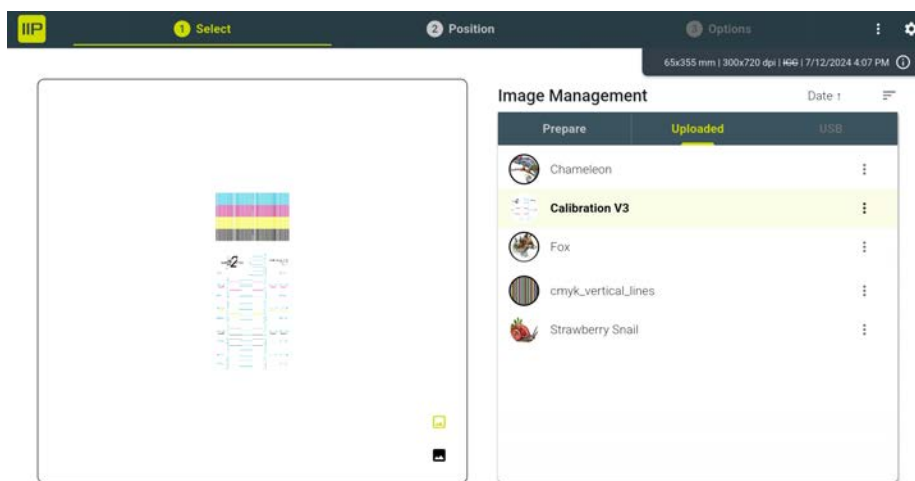 IIP
1 Select
2 Position
3 Options
65x355 mm | 300x720 dpi | ICC | 7/12/2024 4:07 PM
Image Management
Date ↑
Prepare
Uploaded
USB
Chameleon
Calibration V3
Fox
cmyk_vertical_lines
Strawberry Snail
2